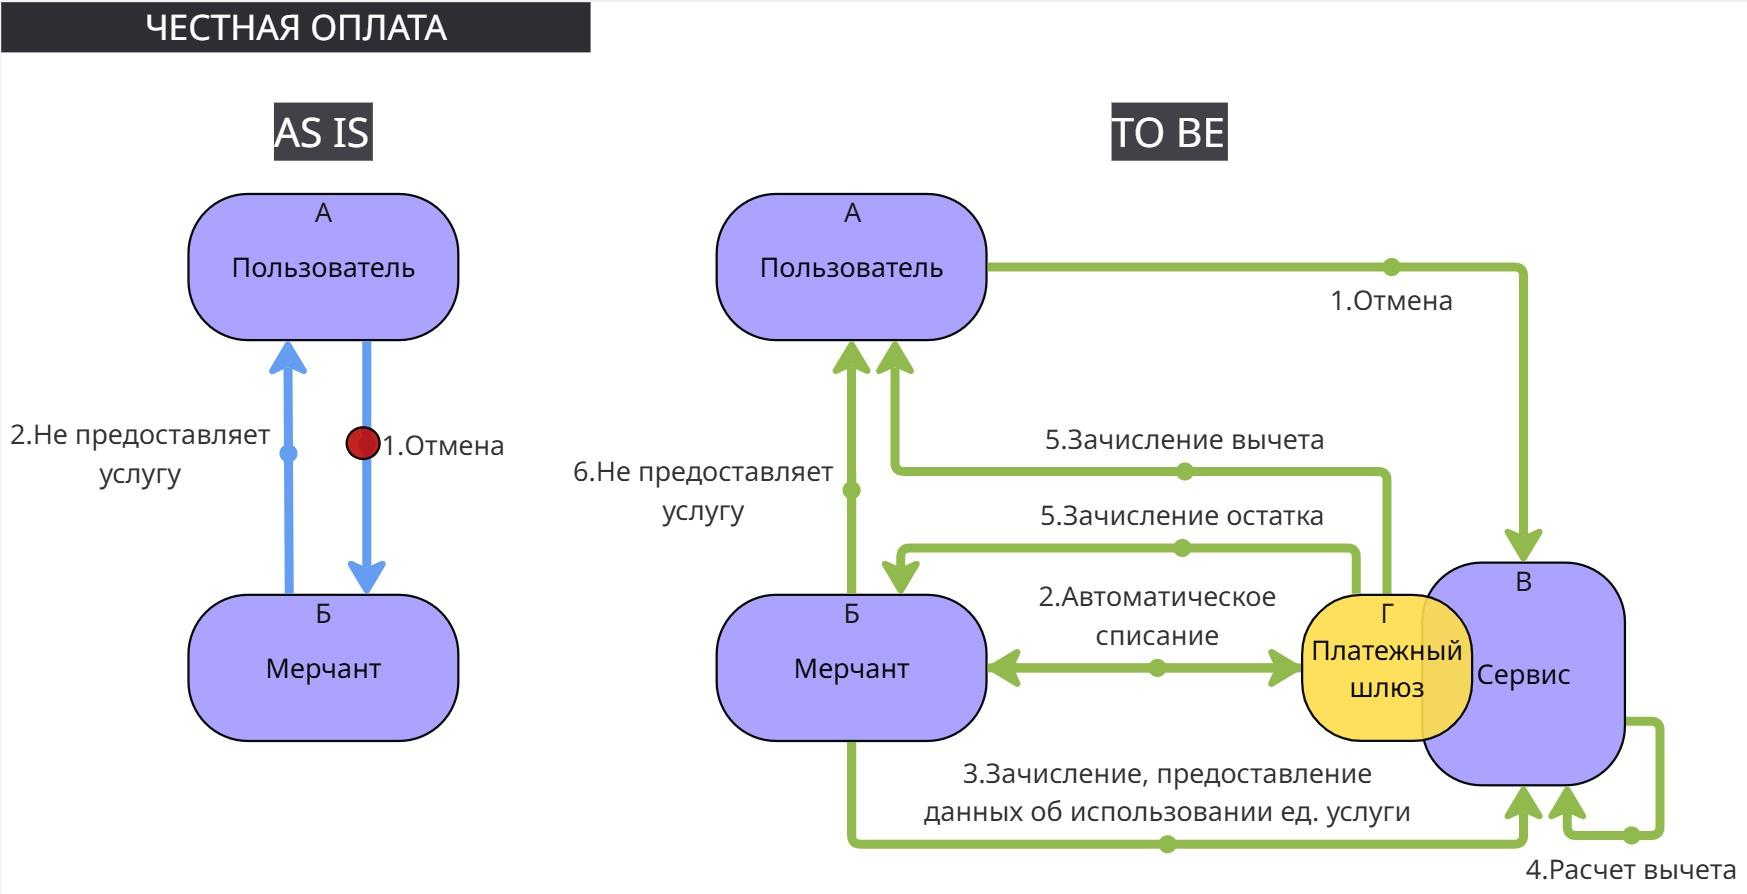 ЧЕСТНАЯ ОПЛАТА
AS IS
А
Пользователь
2.Не предоставляет
услугу
1.Отмена
Б
Мерчант
TO BE
А
Пользователь
1.Отмена
5.Зачисление вычета
6.Не предоставляет
услугу
5.Зачисление остатка
2.Автоматическое
списание
Б
Мерчант
Г
Платежный
шлюз
В
Сервис
3.Зачисление, предоставление
данных об использовании ед. услуги
4.Расчет вычета